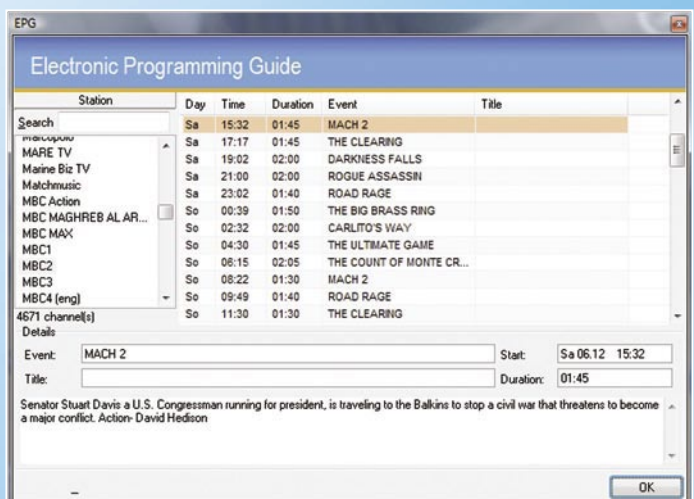 EPG
Electronic Programming Guide
Station
Search
Marcopolo
MARE TV
Marine Biz TV
Matchmusic
MBC Action
MBC MAGHREB AL AR...
MBC MAX
MBC1
MBC2
MBC3
MBC4 (eng)
4671 channel(s)
Day Time Duration Event Title
Sa 15:32 01:45 MACH 2
Sa 17:17 01:45 THE CLEARING
Sa 19:02 02:00 DARKNESS FALLS
Sa 21:00 02:00 ROGUE ASSASSIN
Sa 23:02 01:40 ROAD RAGE
So 00:39 01:50 THE BIG BRASS RING
So 02:32 02:00 CARLITO'S WAY
So 04:30 01:45 THE ULTIMATE GAME
So 06:15 02:05 THE COUNT OF MONTE CR...
So 08:22 01:30 MACH 2
So 09:49 01:40 ROAD RAGE
So 11:30 01:30 THE CLEARING
Details
Event: MACH 2 Start: Sa 06.12 15:32
Title: Duration: 01:45
Senator Stuart Davis a U.S. Congressman running for president, is traveling to the Balkins to stop a civil war that threatens to become
a major conflict. Action- David Hedison
OK